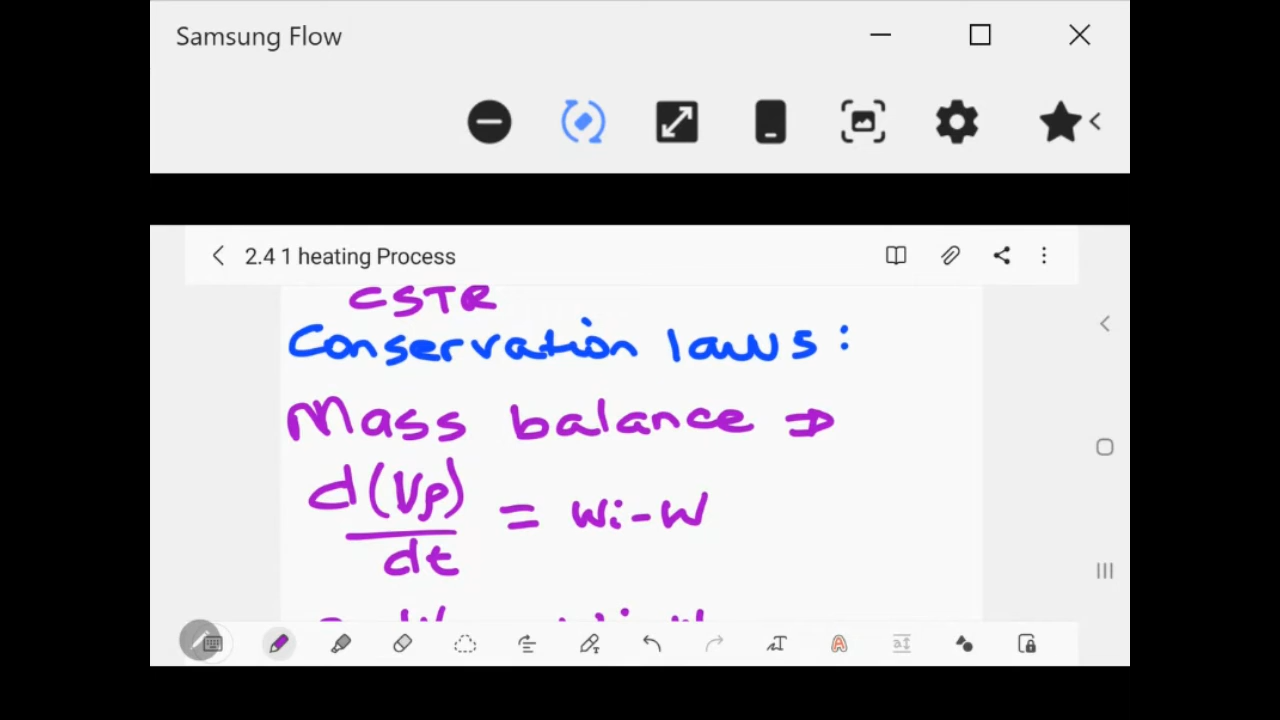 Samsung Flow
2.4 1 heating Process
CSTR
Conservation laws:
Mass balance ⇒
d(Vρ)
dt
= wi-w